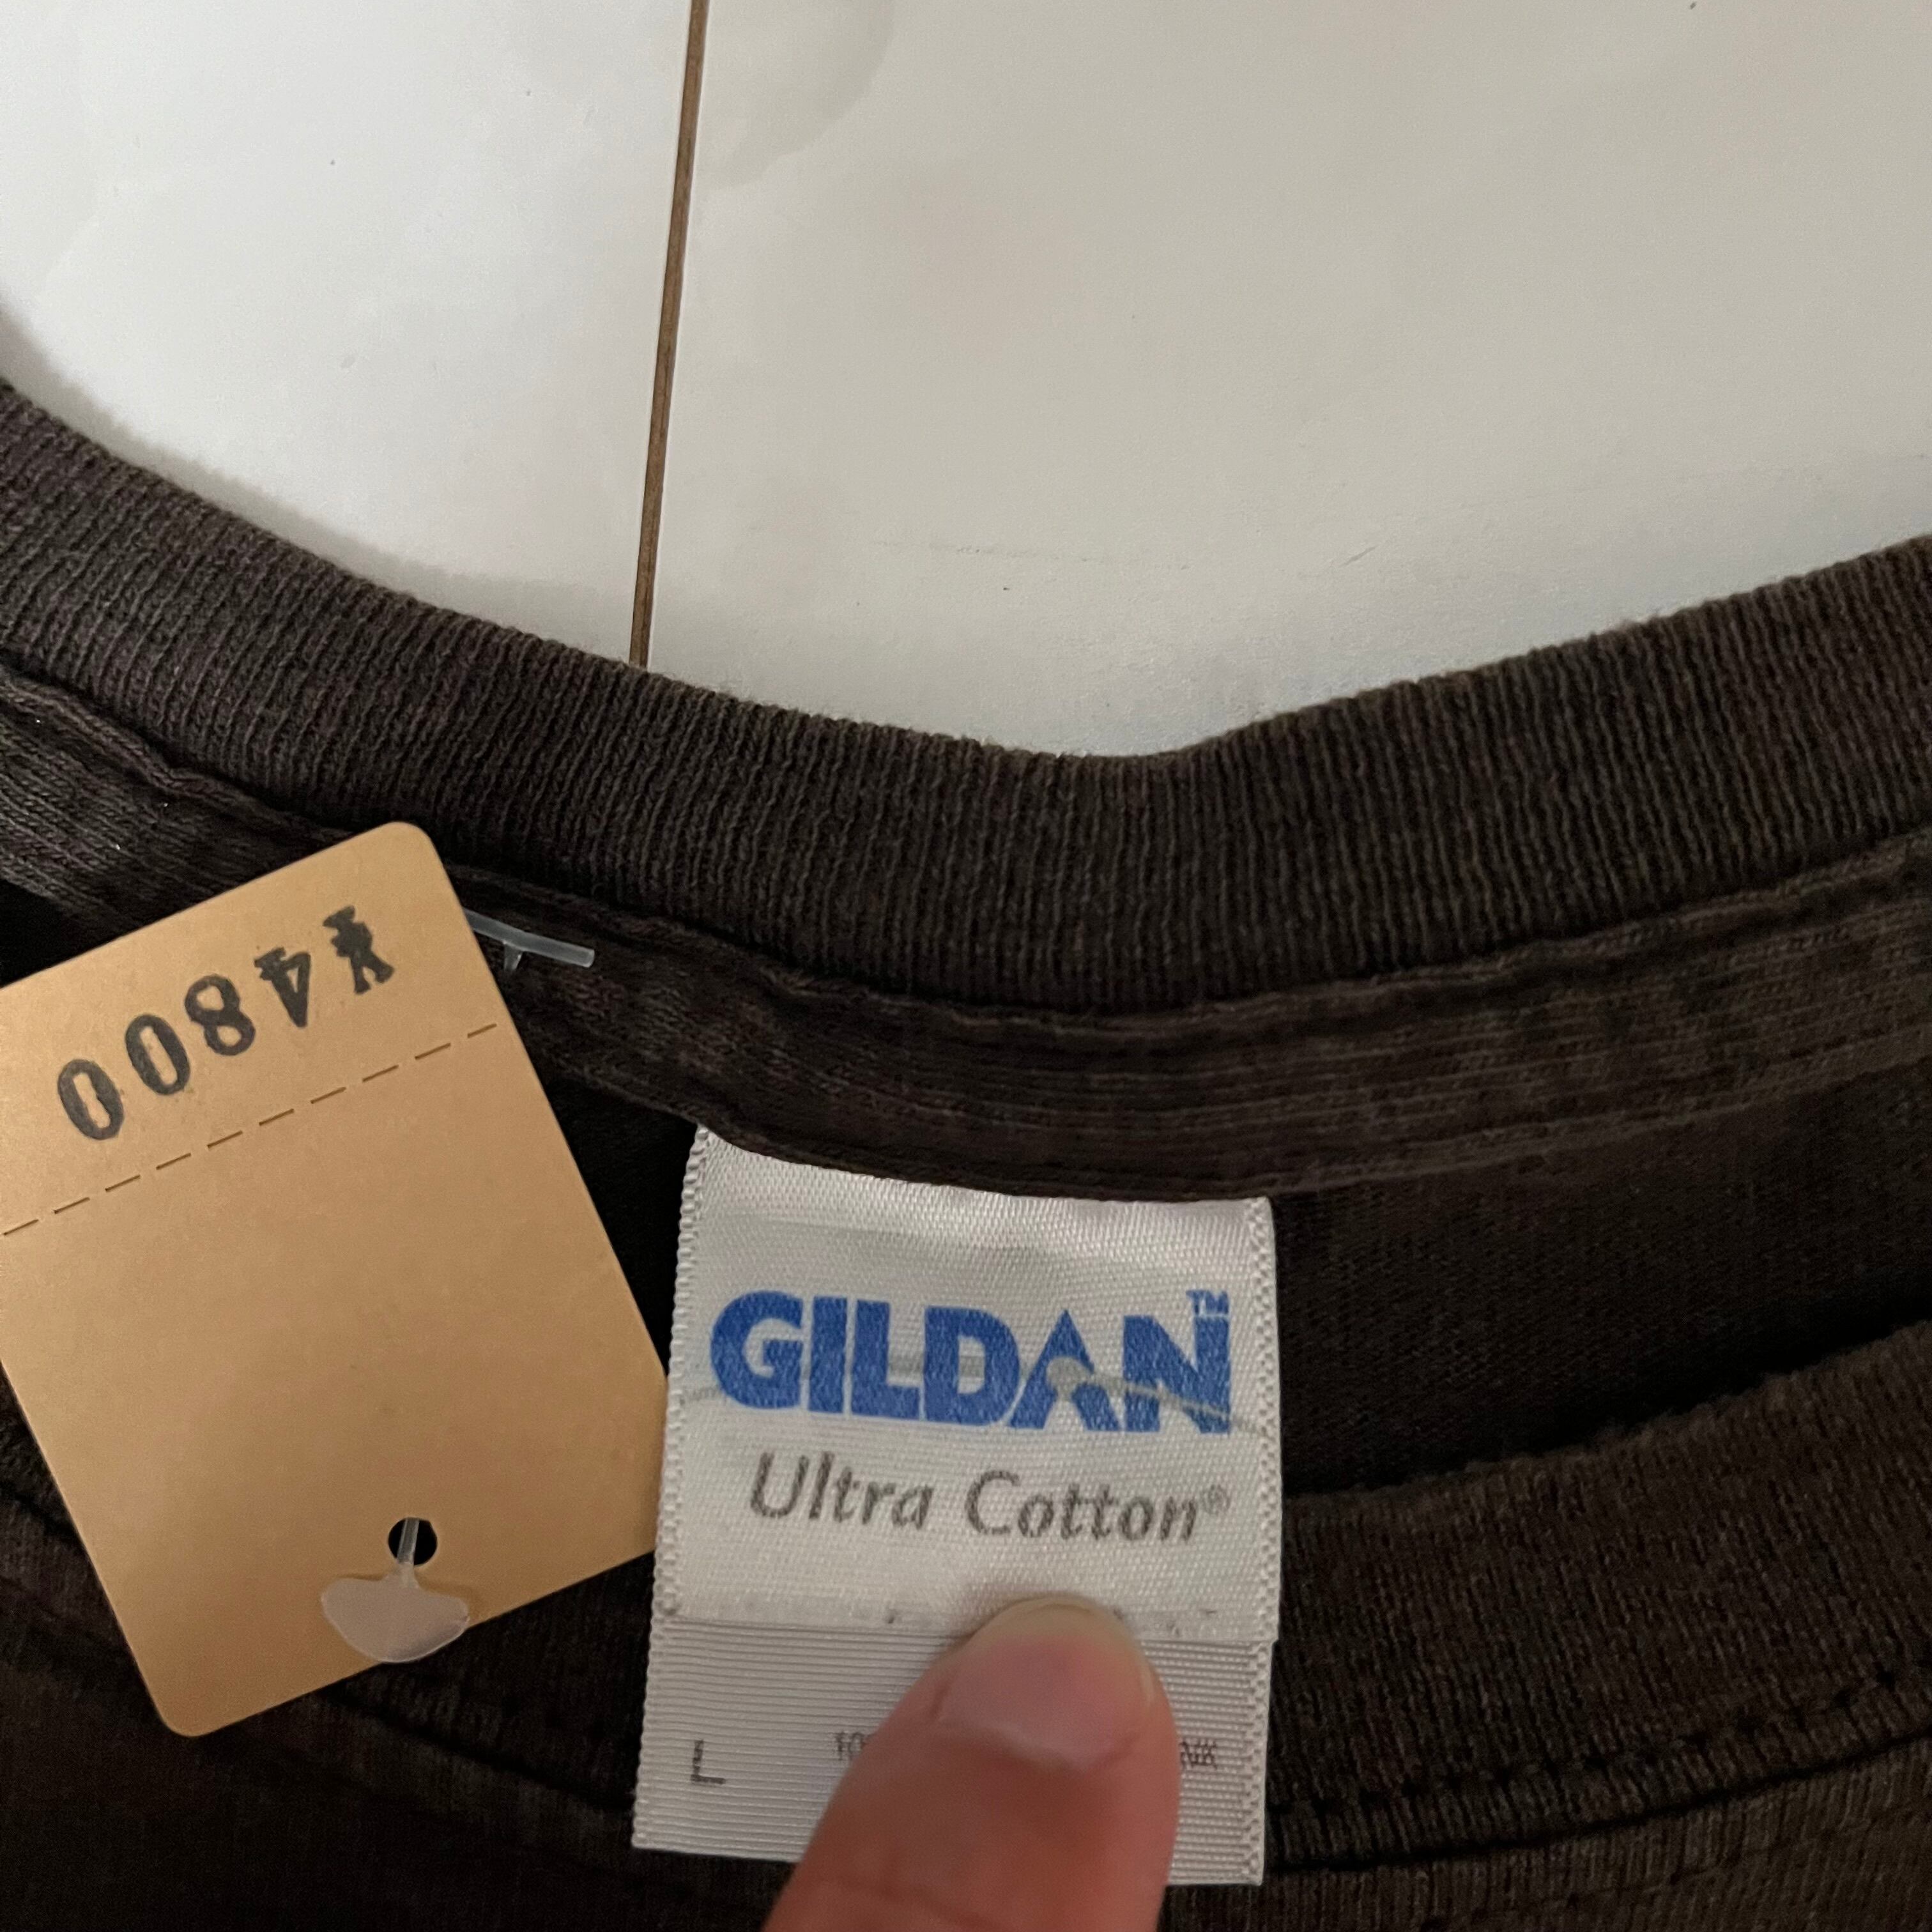 ¥4800
GILDAN™
Ultra Cotton®
L